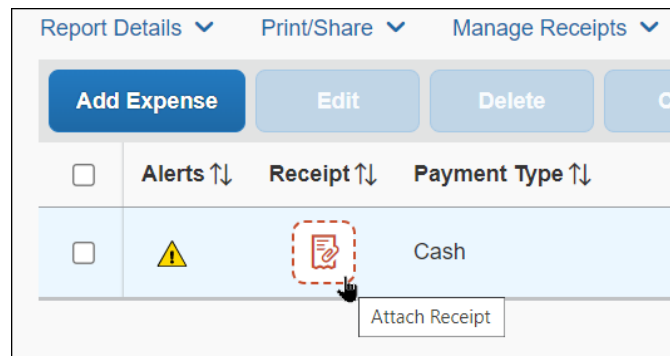 Report Details Print/Share Manage Receipts
Add Expense Edit Delete
Alerts Receipt Payment Type
Cash
Attach Receipt